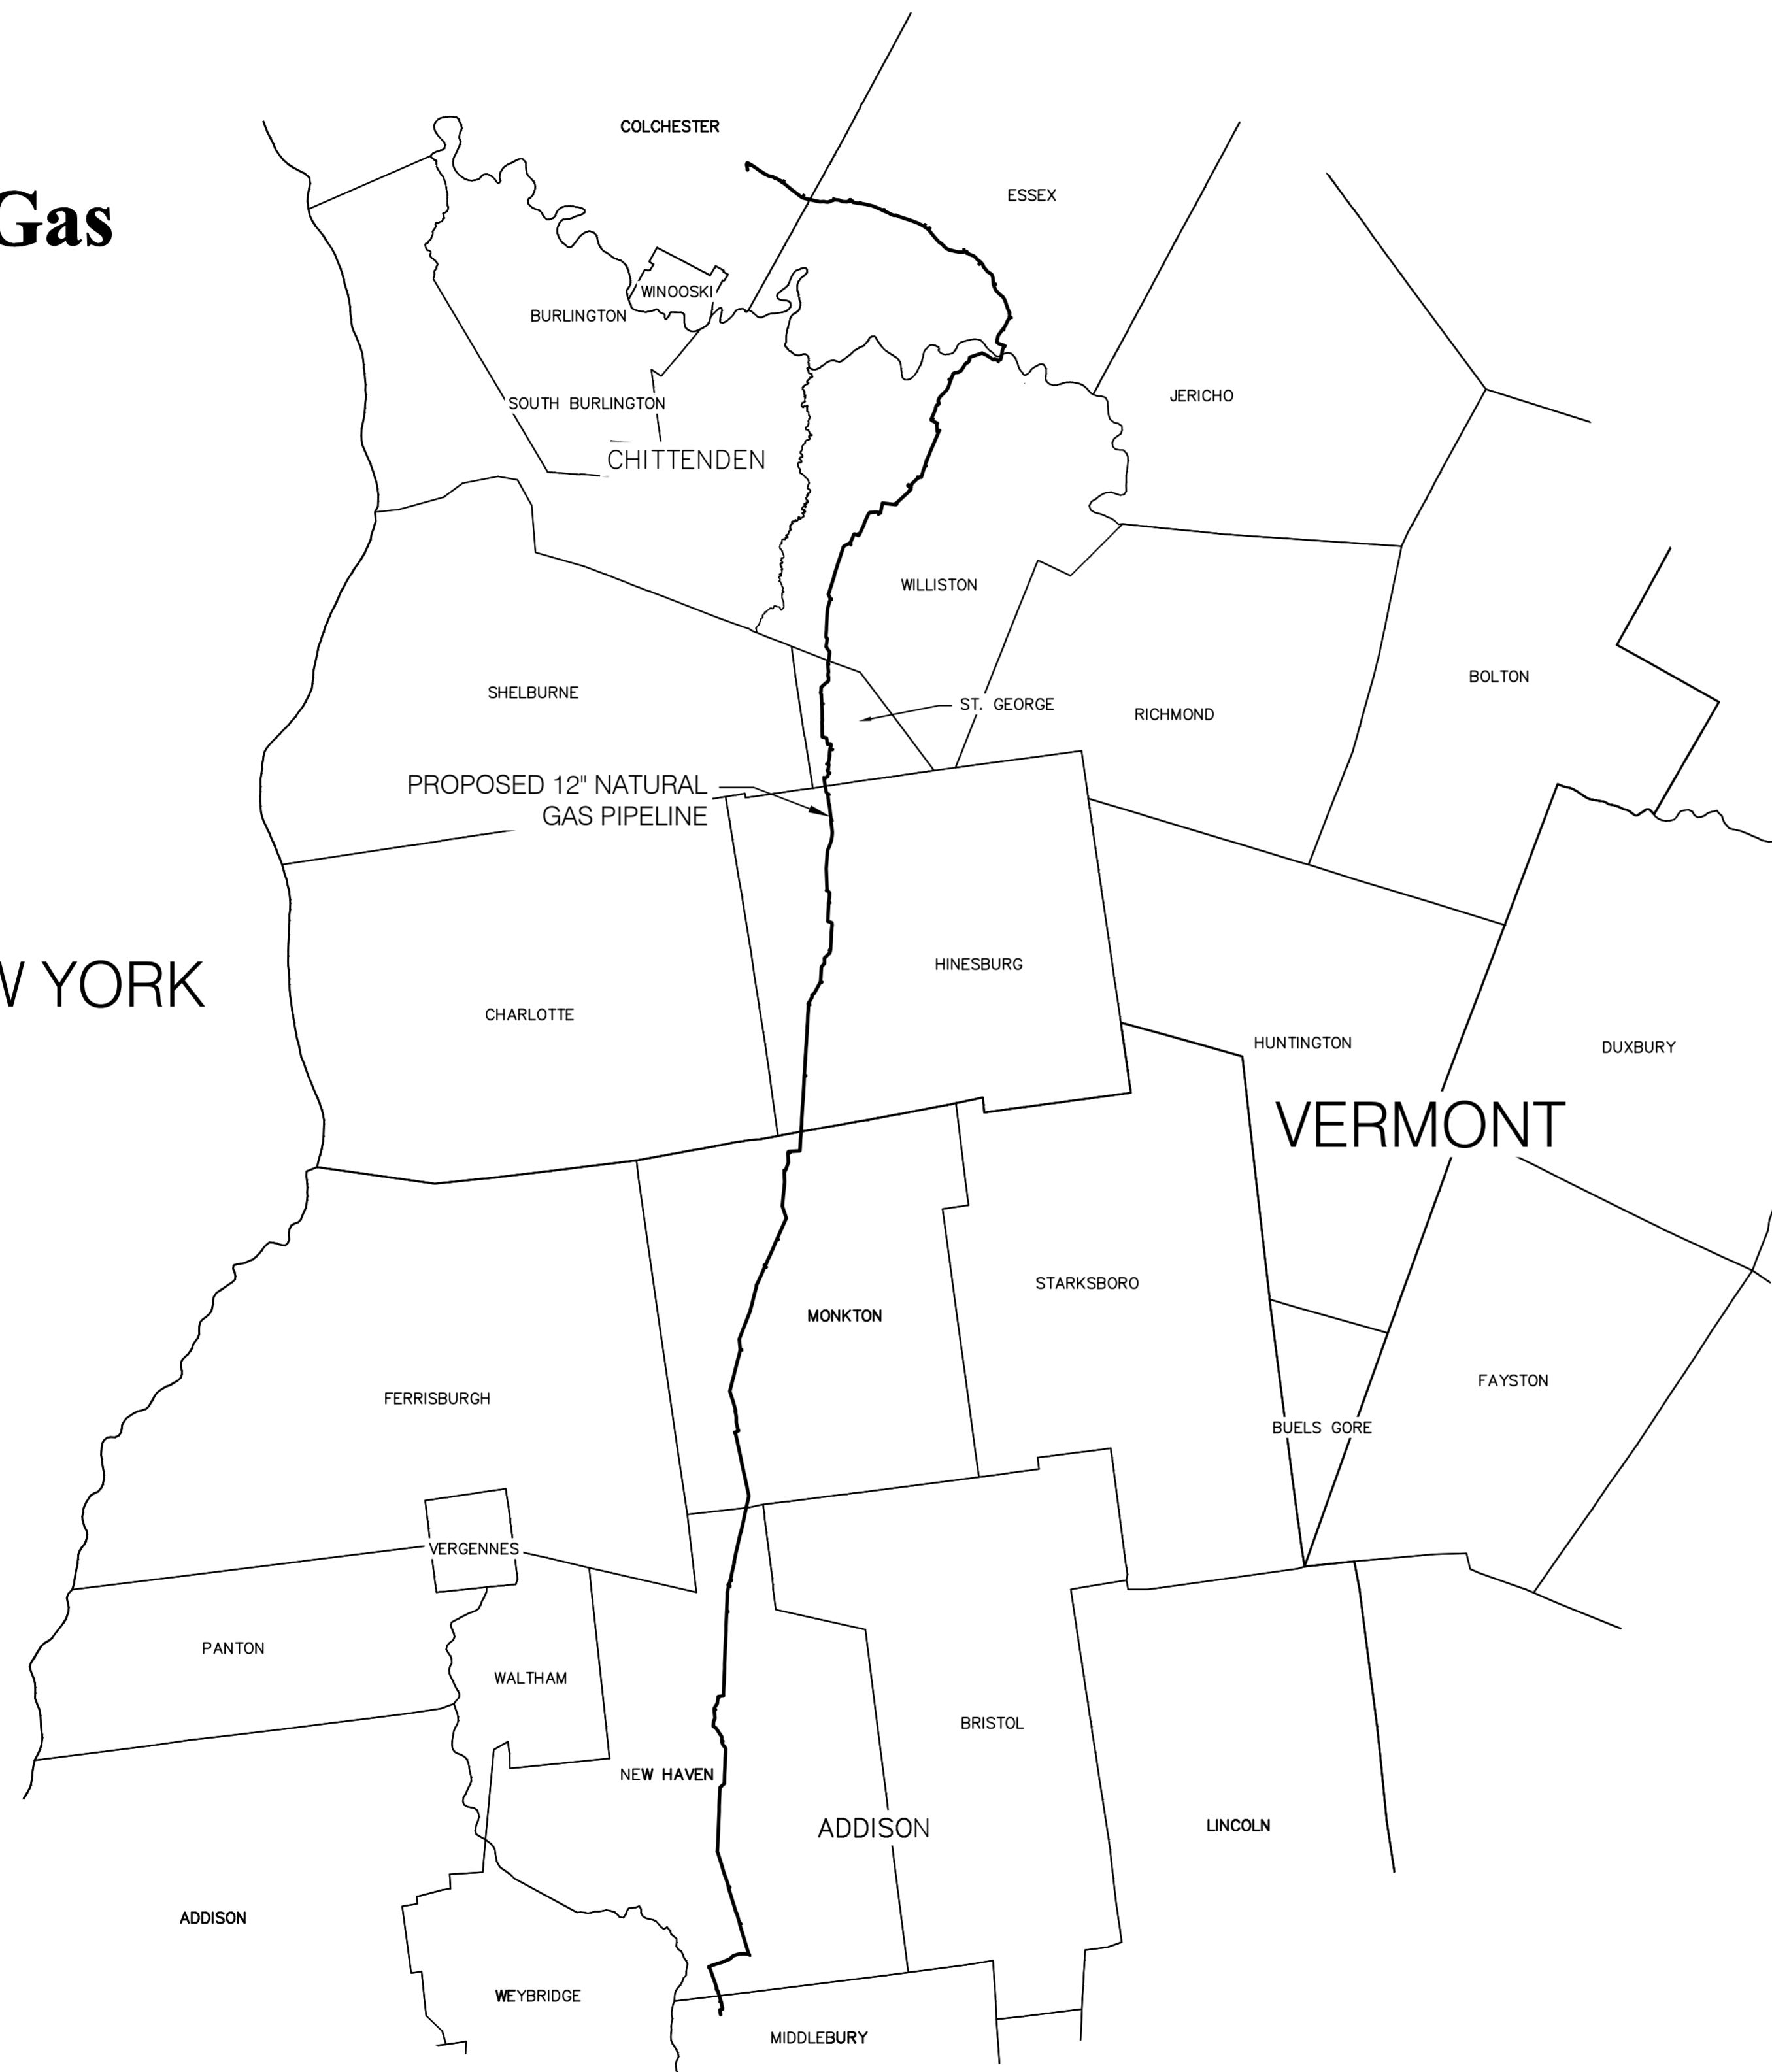 COLCHESTER
ESSEX
Gas
WINOOSKI
BURLINGTON
JERICHO
SOUTH BURLINGTON
CHITTENDEN
WILLISTON
BOLTON
SHELBURNE
ST. GEORGE
RICHMOND
PROPOSED 12" NATURAL
GAS PIPELINE
HINESBURG
W YORK
CHARLOTTE
HUNTINGTON
DUXBURY
VERMONT
STARKSBORO
MONKTON
FAYSTON
FERRISBURGH
BUELS GORE
VERGENNES
PANTON
WALTHAM
BRISTOL
NEW HAVEN
LINCOLN
ADDISON
ADDISON
WEYBRIDGE
MIDDLEBURY